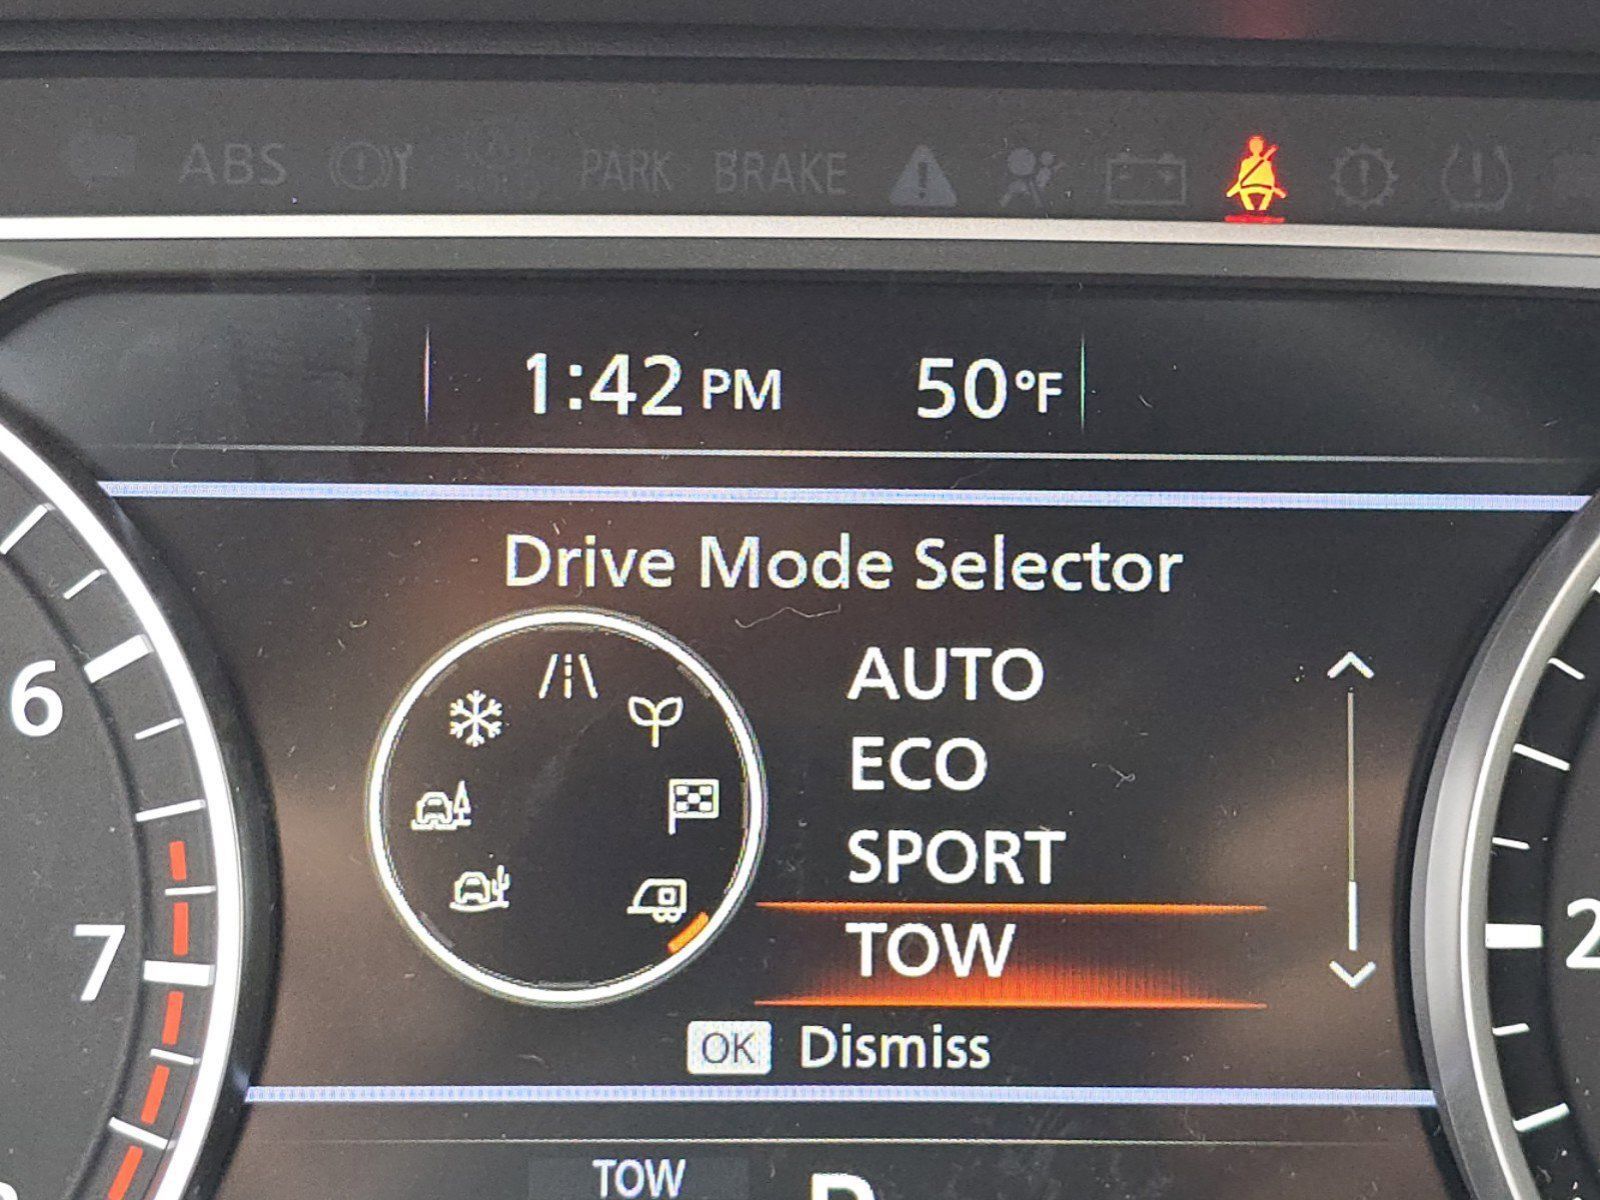 ABS PARK BRAKE
1:42 PM 50°F
Drive Mode Selector
AUTO
ECO
SPORT
TOW
OK Dismiss
6
7
2
TOW